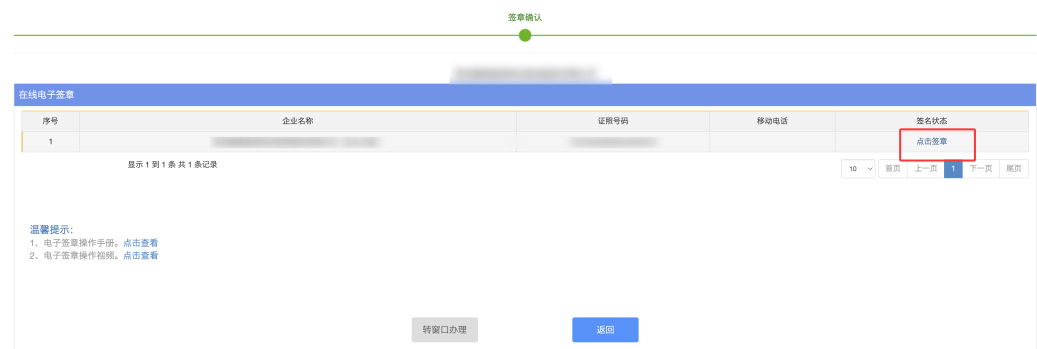 签章确认
在线电子签章
序号 企业名称 证照号码 移动电话 签名状态
1 点击签章
显示 1 到 1 条 共 1 条记录 10 首页 上一页 1 下一页 尾页
温馨提示：
1、电子签章操作手册。点击查看
2、电子签章操作视频。点击查看
转窗口办理 返回